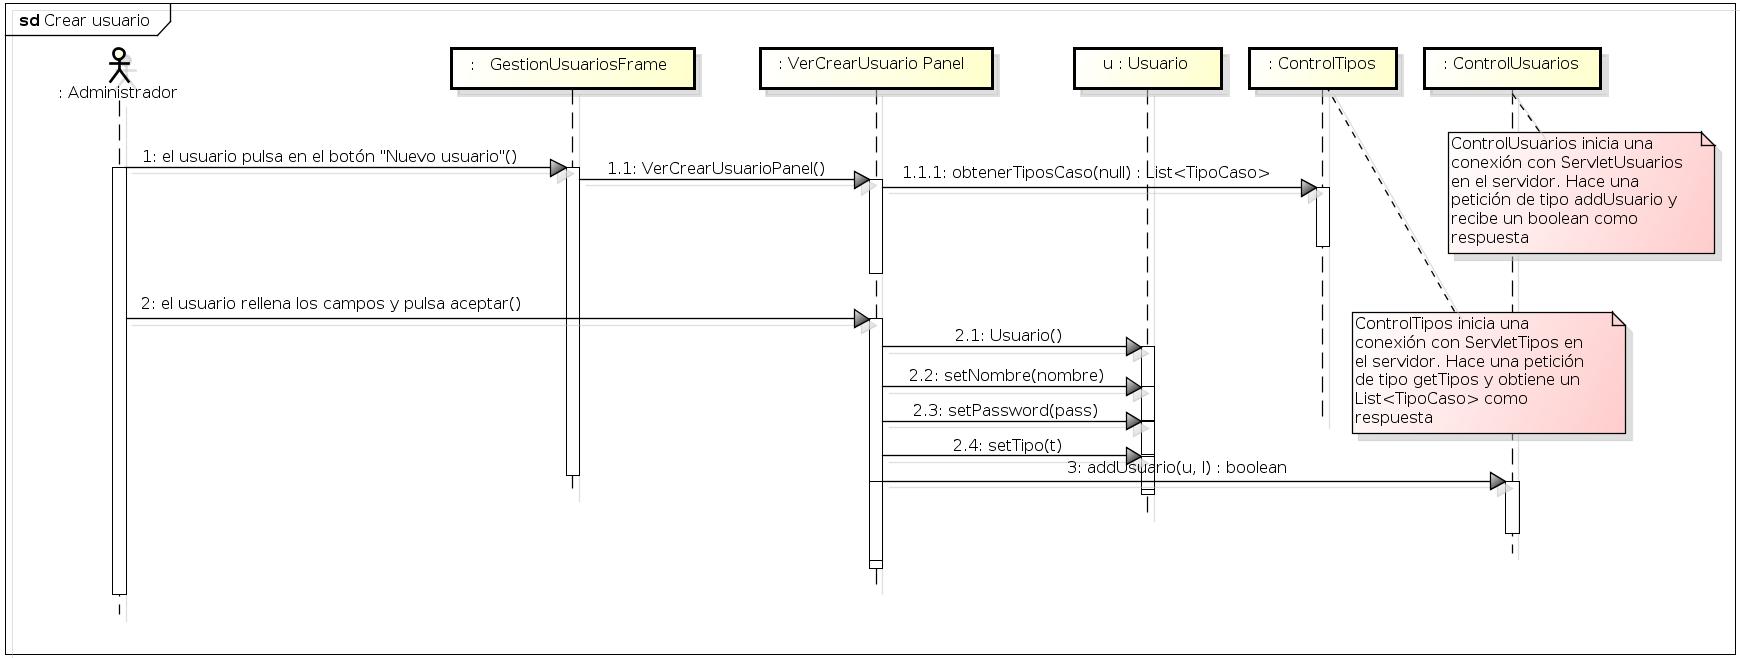 sd Crear usuario
: Administrador
: GestionUsuariosFrame
: VerCrearUsuario Panel
u : Usuario
: ControlTipos
: ControlUsuarios
ControlUsuarios inicia una
conexión con ServletUsuarios
en el servidor. Hace una
petición de tipo addUsuario y
recibe un boolean como
respuesta
1: el usuario pulsa en el botón "Nuevo usuario"()
1.1: VerCrearUsuarioPanel()
1.1.1: obtenerTiposCaso(null) : List<TipoCaso>
2: el usuario rellena los campos y pulsa aceptar()
ControlTipos inicia una
conexión con ServletTipos en
el servidor. Hace una petición
de tipo getTipos y obtiene un
List<TipoCaso> como
respuesta
2.1: Usuario()
2.2: setNombre(nombre)
2.3: setPassword(pass)
2.4: setTipo(t)
3: addUsuario(u, l) : boolean